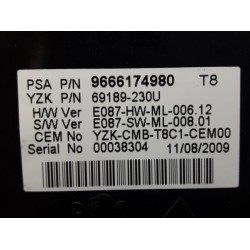 PSA P/N 9666174980 T8
YZK P/N 69189-230U
H/W Ver E087-HW-ML-006.12
S/W Ver E087-SW-ML-008.01
CEM No YZK-CMB-T8C1-CEM00
Serial No 00038304 11/08/2009